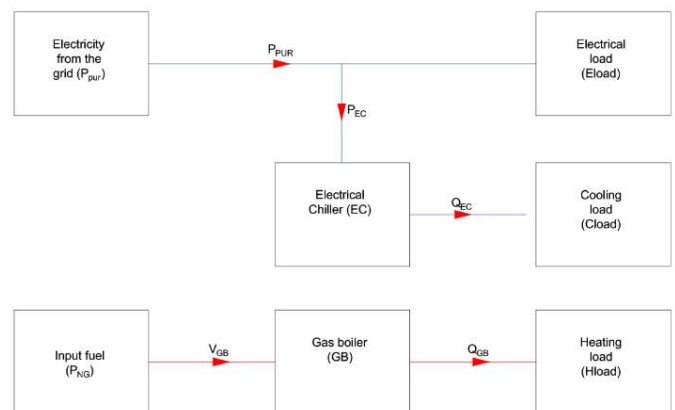 Electricity
from the
grid (Ppur)
PPUR
Electrical
load
(Eload)
PEC
Electrical
Chiller (EC)
QEC
Cooling
load
(Cload)
Input fuel
(PNG)
VGB
Gas boiler
(GB)
QGB
Heating
load
(Hload)